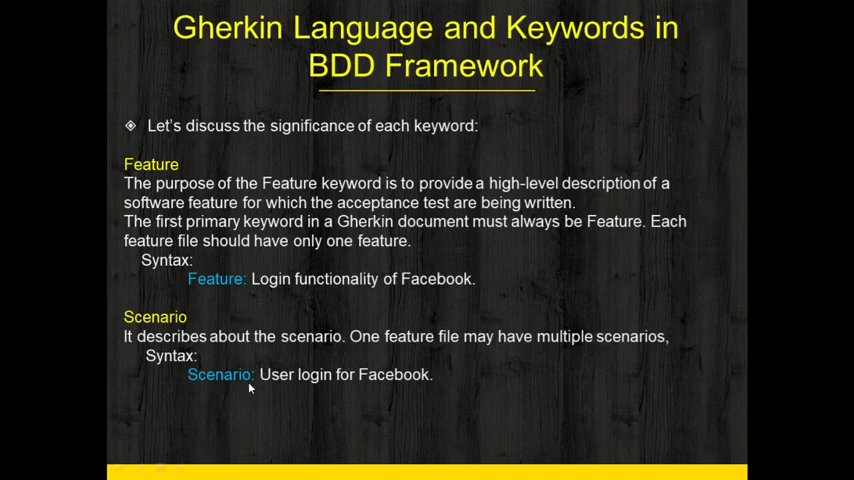 Gherkin Language and Keywords in
BDD Framework
Let's discuss the significance of each keyword:
Feature
The purpose of the Feature keyword is to provide a high-level description of a
software feature for which the acceptance test are being written.
The first primary keyword in a Gherkin document must always be Feature. Each
feature file should have only one feature.
Syntax:
Feature: Login functionality of Facebook.
Scenario
It describes about the scenario. One feature file may have multiple scenarios,
Syntax:
Scenario: User login for Facebook.